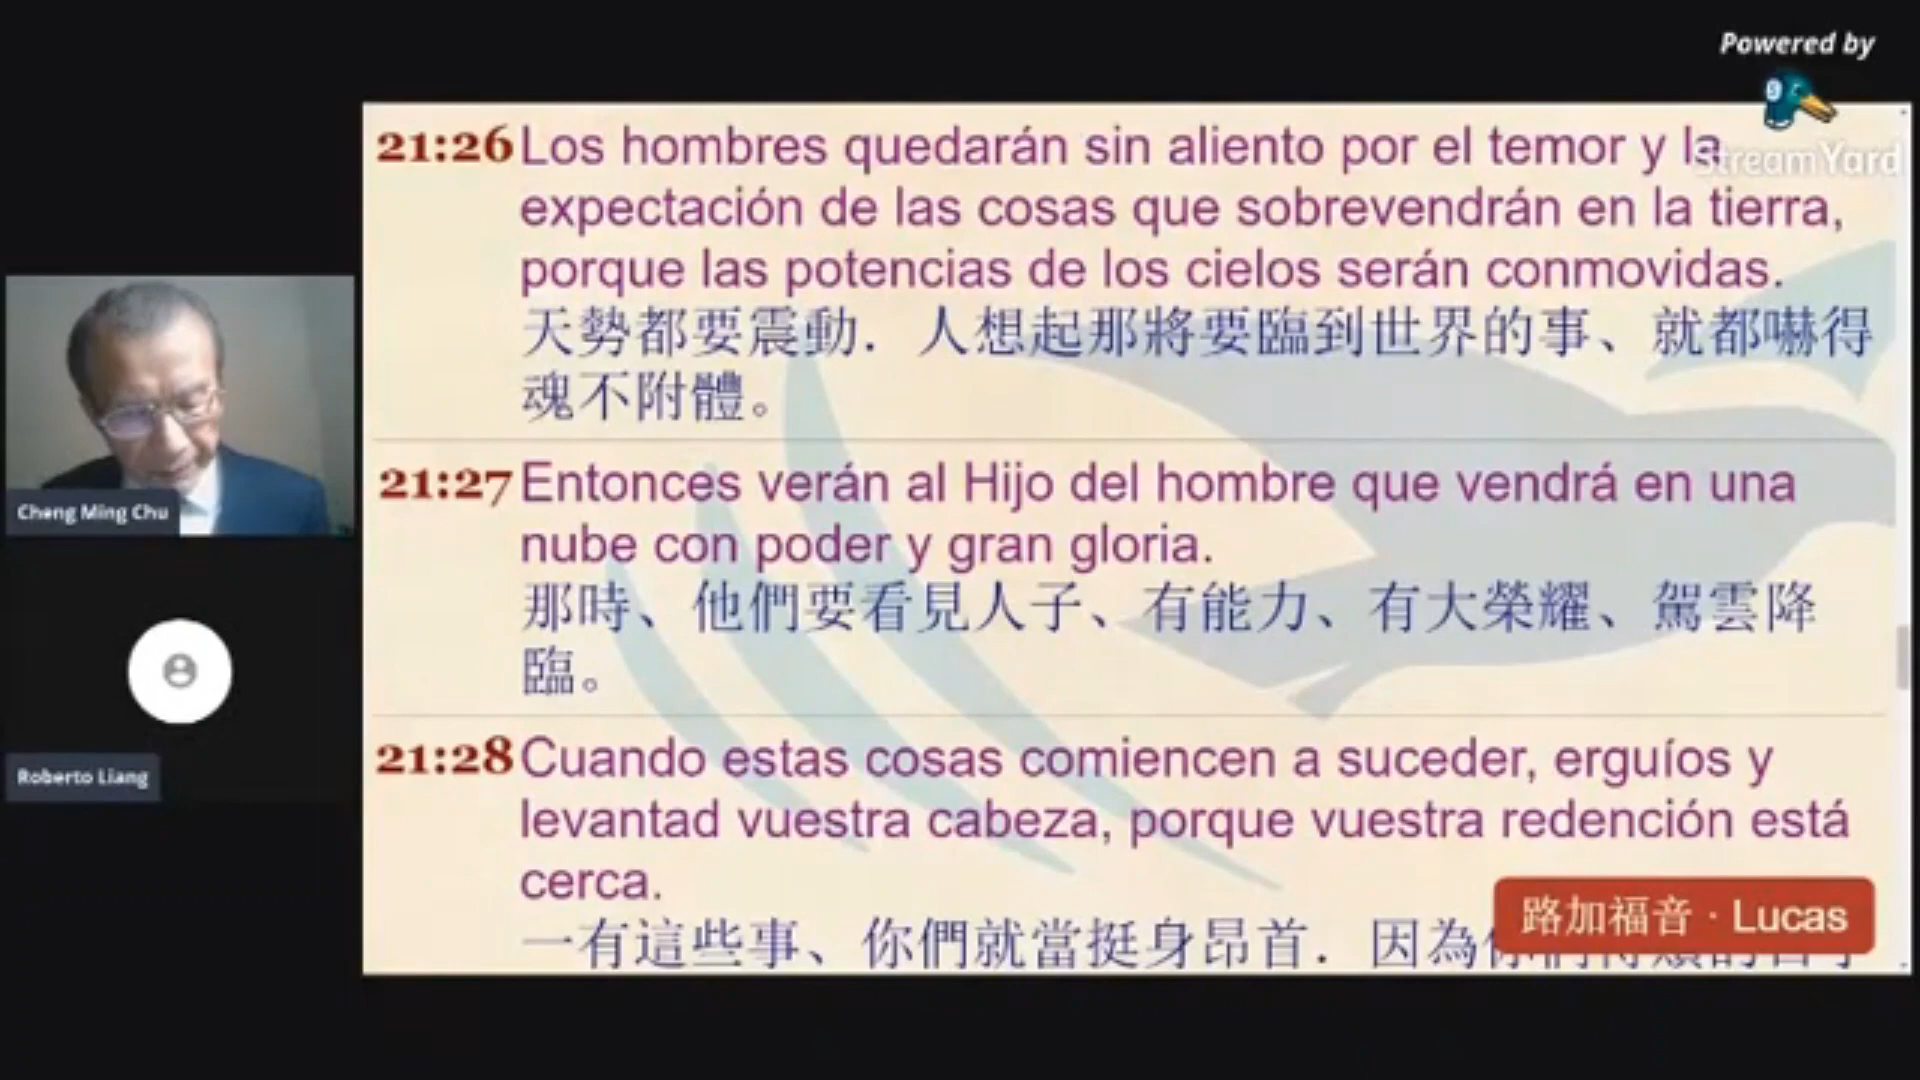 Powered by
StreamYard
21:26 Los hombres quedarán sin aliento por el temor y la
expectación de las cosas que sobrevendrán en la tierra,
porque las potencias de los cielos serán conmovidas.
天勢都要震動．人想起那將要臨到世界的事、就都嚇得
魂不附體。
21:27 Entonces verán al Hijo del hombre que vendrá en una
nube con poder y gran gloria.
那時、他們要看見人子、有能力、有大榮耀、駕雲降
臨。
21:28 Cuando estas cosas comiencen a suceder, erguíos y
levantad vuestra cabeza, porque vuestra redención está
cerca.
一有這些事、你們就當挺身昂首．因為
路加福音 · Lucas
Cheng Ming Chu
Roberto Liang